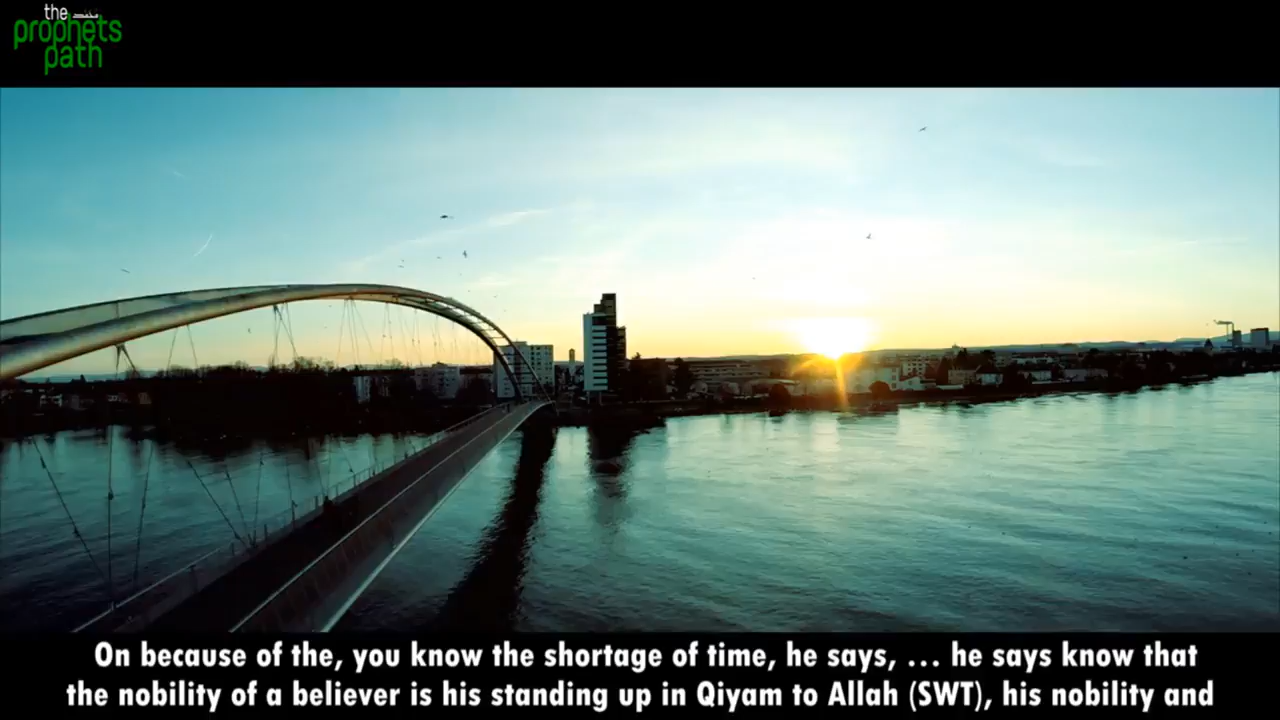 the
prophets
path
On because of the, you know the shortage of time, he says, ... he says know that
the nobility of a believer is his standing up in Qiyam to Allah (SWT), his nobility and